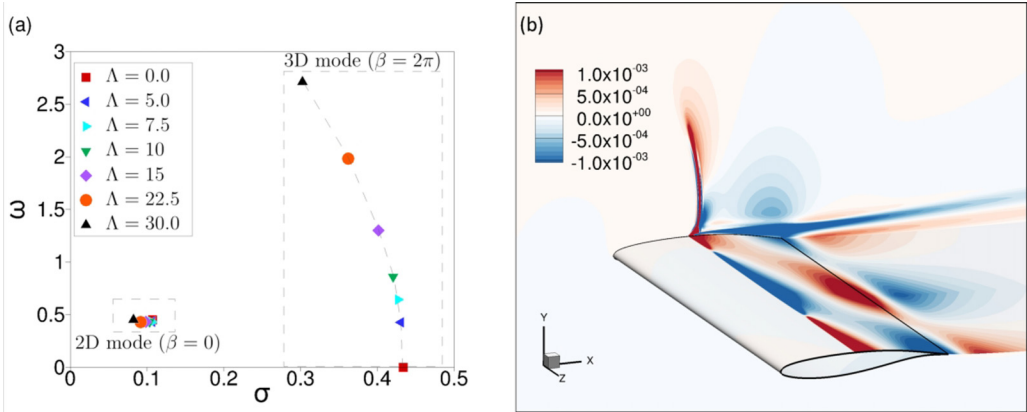 (a)
3
2.5
2
1.5
1
0.5
0
ω
3D mode (β = 2π)
Λ = 0.0
Λ = 5.0
Λ = 7.5
Λ = 10
Λ = 15
Λ = 22.5
Λ = 30.0
2D mode (β = 0)
0 0.1 0.2 0.3 0.4 0.5
σ
(b)
1.0x10⁻⁰³
5.0x10⁻⁰⁴
0.0x10⁺⁰⁰
-5.0x10⁻⁰⁴
-1.0x10⁻⁰³
Y
X
Z